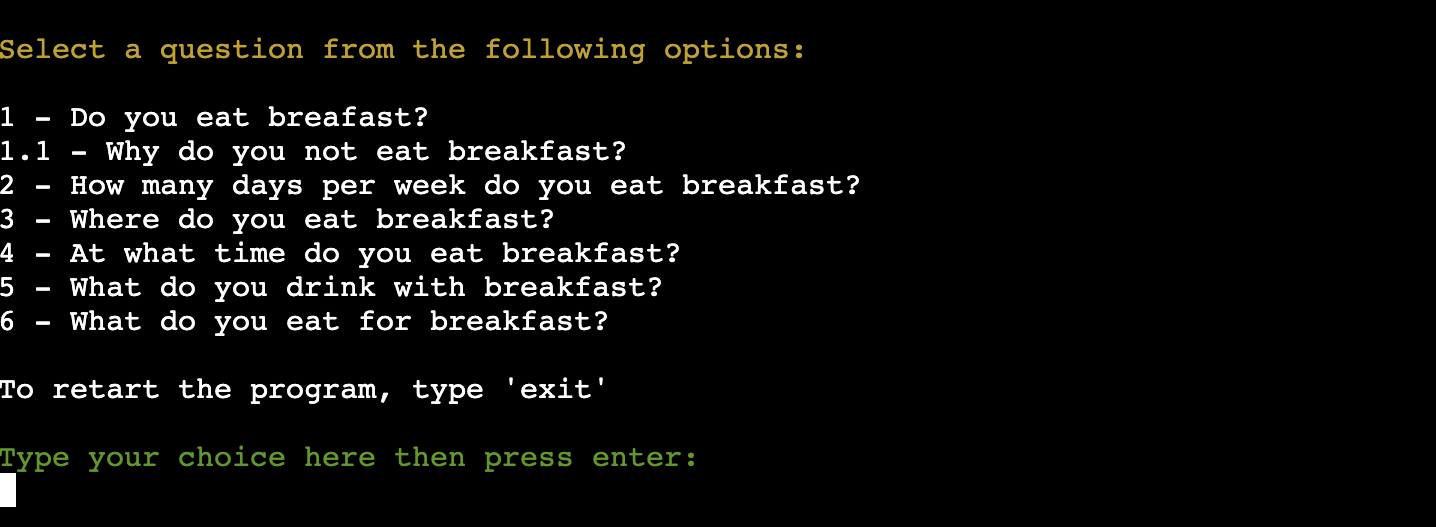 Select a question from the following options:
1 - Do you eat breafast?
1.1 - Why do you not eat breakfast?
2 - How many days per week do you eat breakfast?
3 - Where do you eat breakfast?
4 - At what time do you eat breakfast?
5 - What do you drink with breakfast?
6 - What do you eat for breakfast?
To retart the program, type 'exit'
Type your choice here then press enter: